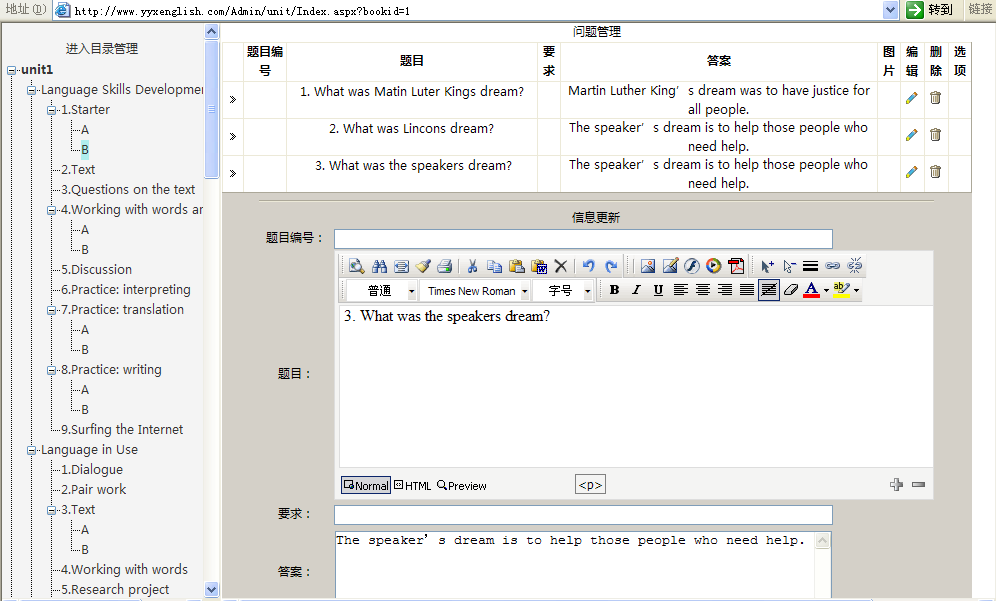 地址(D) http://www.yyxenglish.com/Admin/unit/Index.aspx?bookid=1 转到 链接
进入目录管理
unit1
Language Skills Developmer
1.Starter
A
B
2.Text
3.Questions on the text
4.Working with words ar
A
B
5.Discussion
6.Practice: interpreting
7.Practice: translation
A
B
8.Practice: writing
A
B
9.Surfing the Internet
Language in Use
1.Dialogue
2.Pair work
3.Text
A
B
4.Working with words
5.Research project
问题管理
题目编号 题目 要求 答案 图片 编辑 删除 选项
1. What was Matin Luter Kings dream? Martin Luther King’s dream was to have justice for
all people.
2. What was Lincons dream? The speaker’s dream is to help those people who
need help.
3. What was the speakers dream? The speaker’s dream is to help those people who
need help.
信息更新
题目编号：
普通 Times New Roman 字号 B I U A ab
题目：
3. What was the speakers dream?
Normal HTML Preview <p>
要求：
答案：
The speaker’s dream is to help those people who need help.